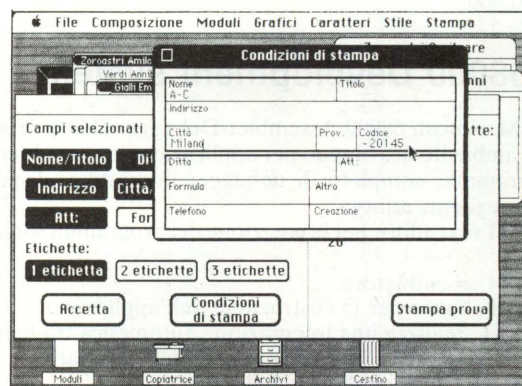 File Composizione Moduli Grafici Caratteri Stile Stampa
Zoroastri Amilc
Verdi Annib
Gialli Em
Condizioni di stampa
Nome
A-C
Titolo
Indirizzo
Città
Milano
Prov.
Codice
-20145
Ditta
Att.
Formula
Altro
Telefono
Creazione
Campi selezionati
Nome/Titolo
Dit
Indirizzo
Città/
Att:
For
Etichette:
1 etichetta
2 etichette
3 etichette
Accetta
Condizioni
di stampa
Stampa prova
Moduli
Copiatrice
Archivi
Cestino